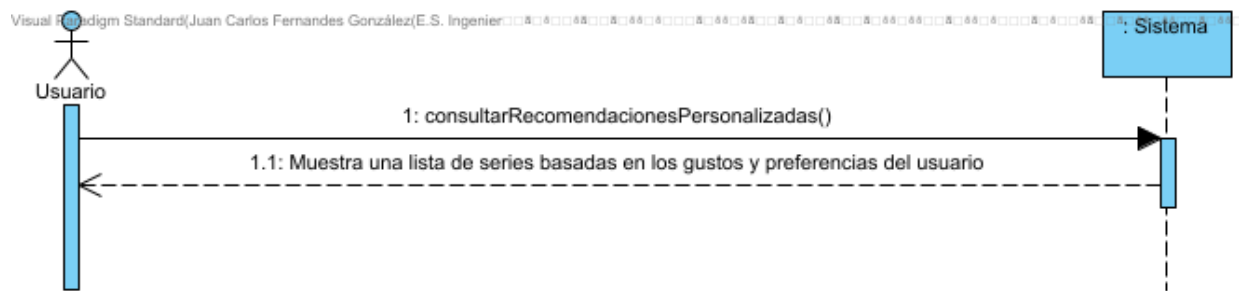 Visual Paradigm Standard(Juan Carlos Fernandes González(E.S. Ingenier
: Sistema
Usuario
1: consultarRecomendacionesPersonalizadas()
1.1: Muestra una lista de series basadas en los gustos y preferencias del usuario